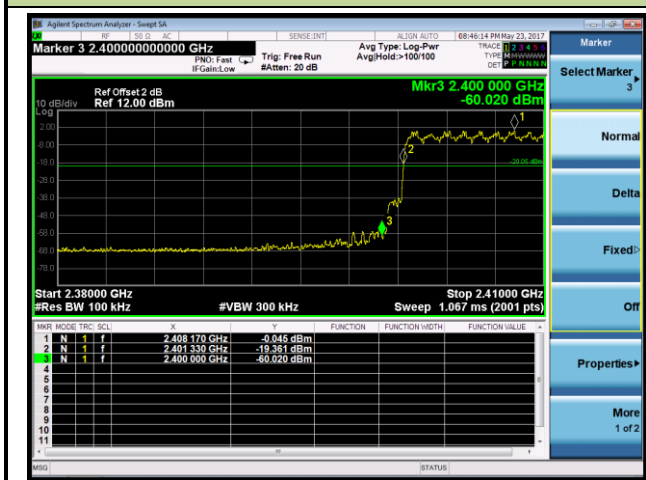 Agilent Spectrum Analyzer - Swept SA
RF 50 Ω AC SENSE:INT ALIGN AUTO 08:46:14 PM May 23, 2017
Marker 3 2.400000000000 GHz
PNO: Fast
IFGain:Low
Trig: Free Run
#Atten: 20 dB
Avg Type: Log-Pwr
Avg|Hold:>100/100
TRACE 1 2 3 4 5 6
TYPE M W W W W W
DET P P N N N N
Ref Offset 2 dB
10 dB/div Ref 12.00 dBm
Log
Mkr3 2.400 000 GHz
-60.020 dBm
2.00
-8.00
-18.0
-28.0
-38.0
-48.0
-58.0
-68.0
-78.0
1
2
3
-20.05 dBm
Start 2.38000 GHz Stop 2.41000 GHz
#Res BW 100 kHz #VBW 300 kHz Sweep 1.067 ms (2001 pts)
MKR MODE TRC SCL X Y FUNCTION FUNCTION WIDTH FUNCTION VALUE
1 N 1 f 2.408 170 GHz -0.045 dBm
2 N 1 f 2.401 330 GHz -19.361 dBm
3 N 1 f 2.400 000 GHz -60.020 dBm
4
5
6
7
8
9
10
11
MSG STATUS
Marker
Select Marker
3
Normal
Delta
Fixed
Off
Properties
More
1 of 2